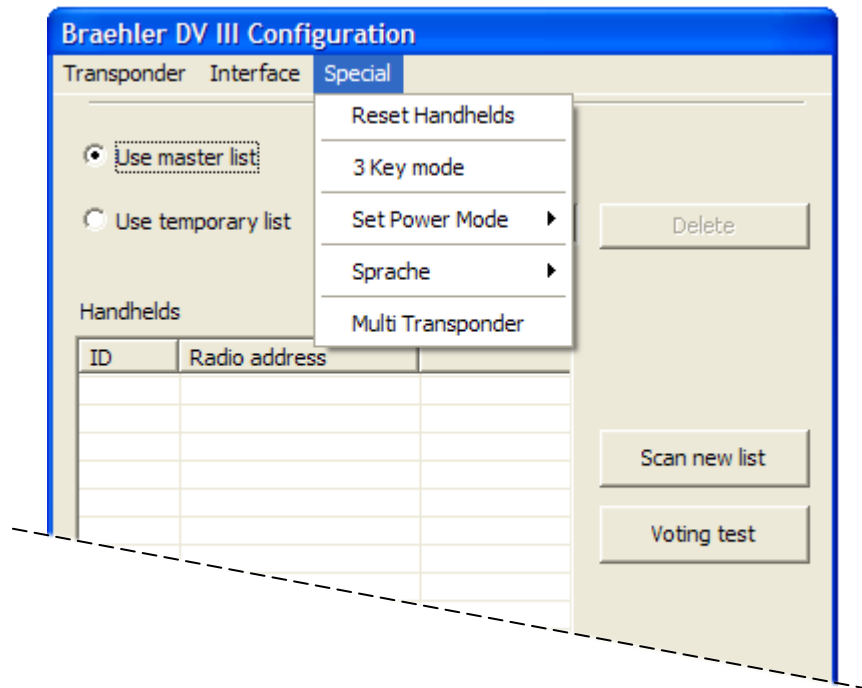 Braehler DV III Configuration
Transponder Interface Special
Reset Handhelds
Use master list
3 Key mode
Use temporary list
Set Power Mode
Delete
Sprache
Handhelds
Multi Transponder
ID Radio address
Scan new list
Voting test